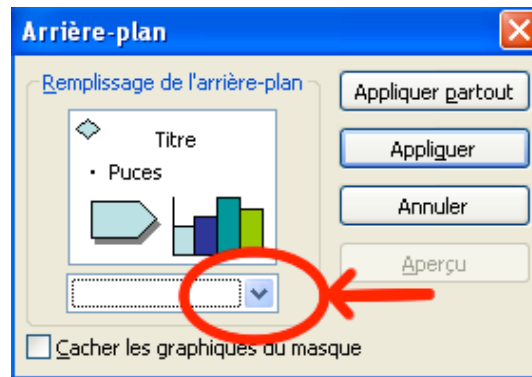 Arrière-plan
Remplissage de l'arrière-plan
Titre
• Puces
Appliquer partout
Appliquer
Annuler
Aperçu
Cacher les graphiques du masque